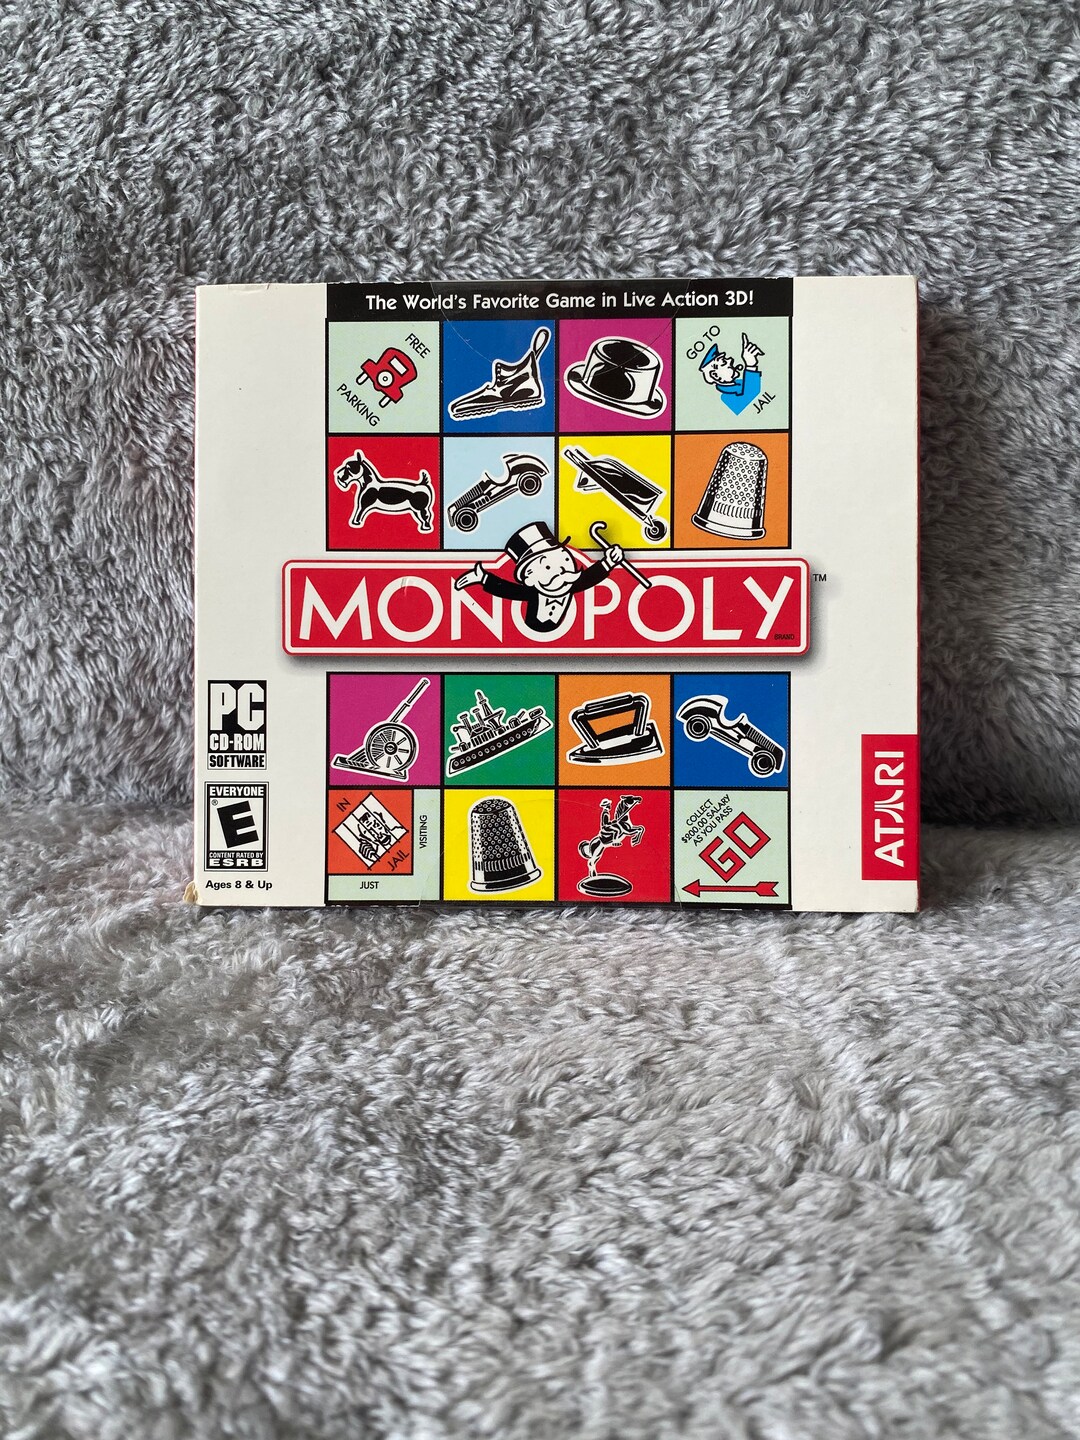 The World's Favorite Game in Live Action 3D!
FREE
PARKING
GO TO
JAIL
MONOPOLY™
BRAND
PC
CD-ROM
SOFTWARE
EVERYONE
E®
CONTENT RATED BY
ESRB
Ages 8 & Up
IN
JAIL
JUST
VISITING
COLLECT
$200.00 SALARY
AS YOU PASS
GO
ATARI